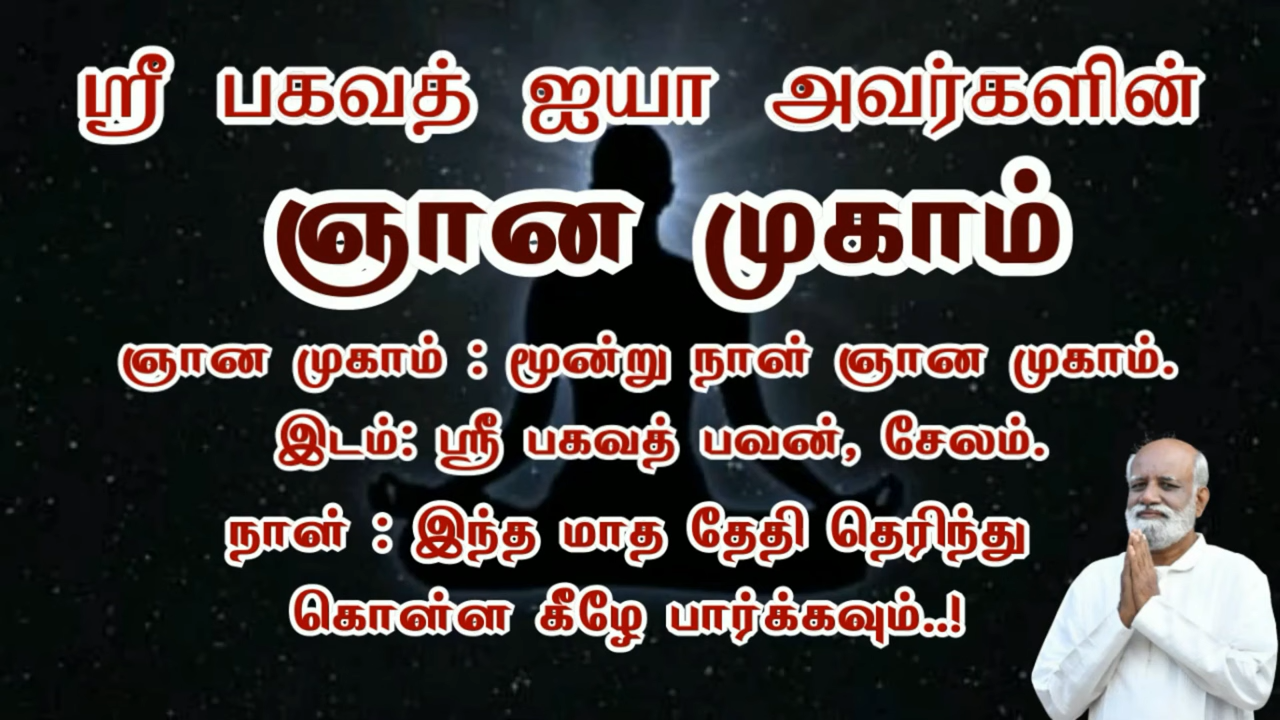 ஸ்ரீ பகவத் ஐயா அவர்களின்
ஞான முகாம்
ஞான முகாம் : மூன்று நாள் ஞான முகாம்.
இடம்: ஸ்ரீ பகவத் பவன், சேலம்.
நாள் : இந்த மாத தேதி தெரிந்து
கொள்ள கீழே பார்க்கவும்..!